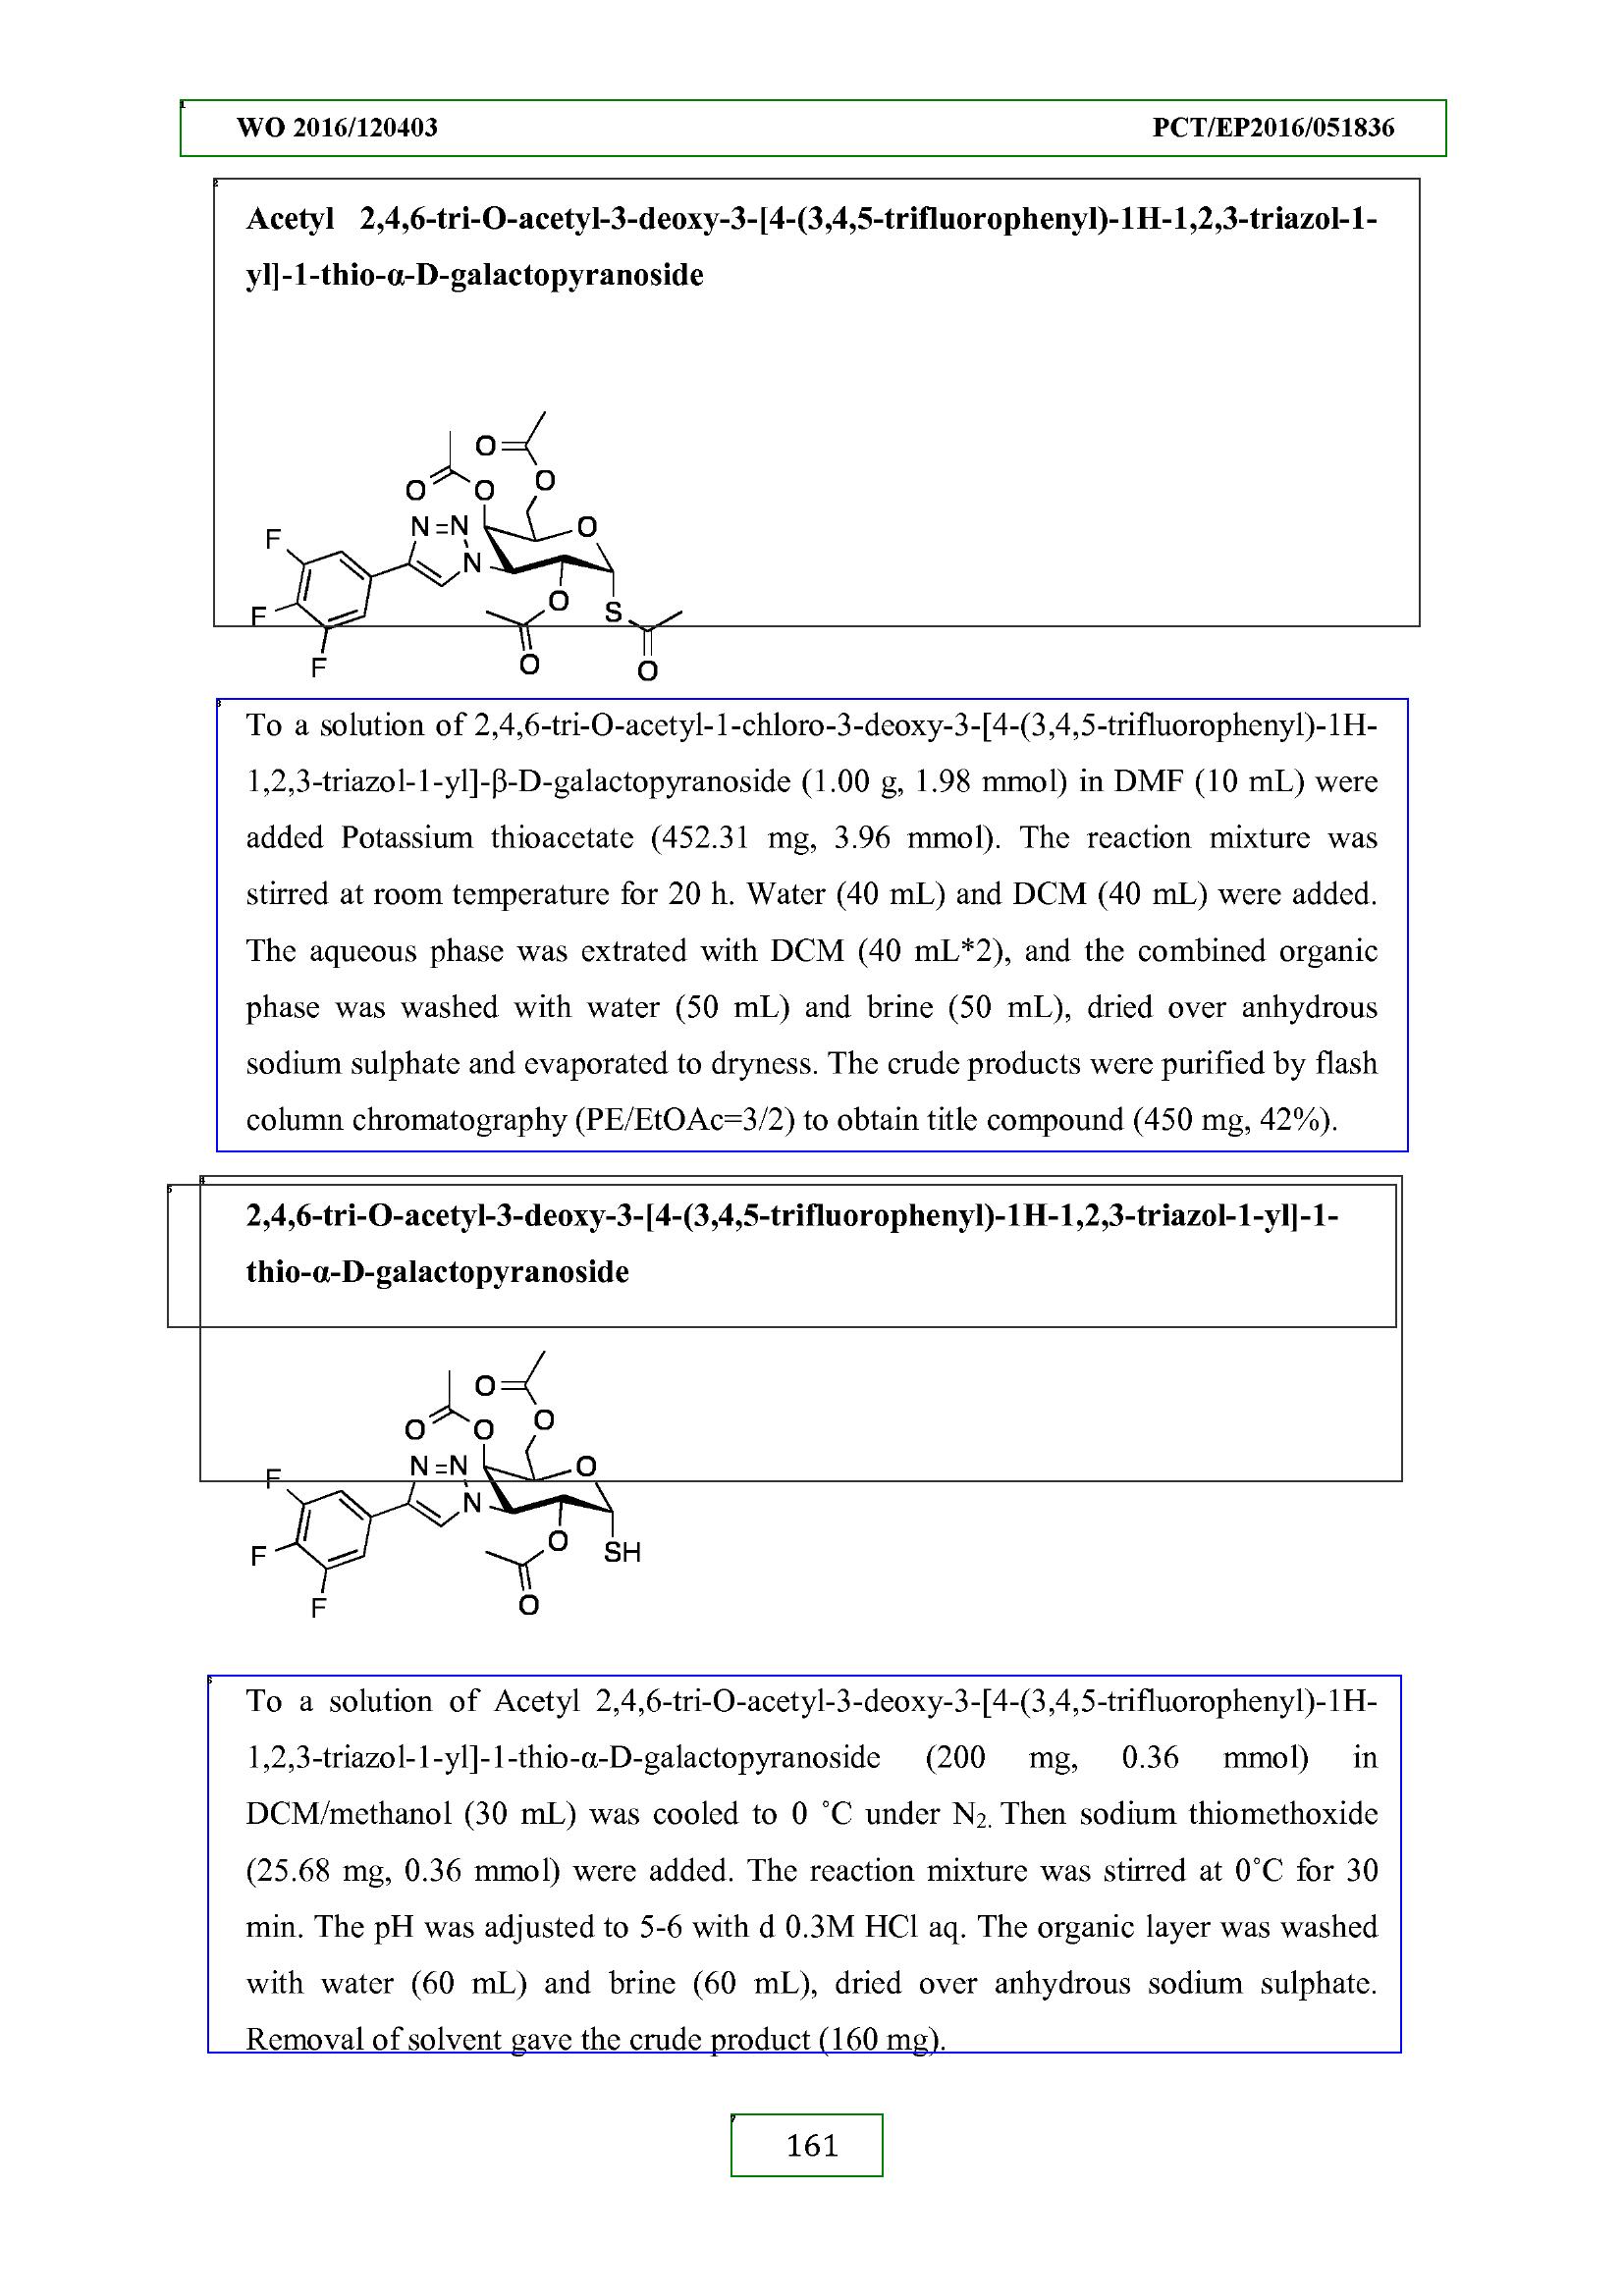 WO 2016/120403 PCT/EP2016/051836
Acetyl 2,4,6-tri-O-acetyl-3-deoxy-3-[4-(3,4,5-trifluorophenyl)-1H-1,2,3-triazol-1-
yl]-1-thio-α-D-galactopyranoside
O
O
O
O
N=N
O
F
N
O
S
F
F
O
O
To a solution of 2,4,6-tri-O-acetyl-1-chloro-3-deoxy-3-[4-(3,4,5-trifluorophenyl)-1H-
1,2,3-triazol-1-yl]-β-D-galactopyranoside (1.00 g, 1.98 mmol) in DMF (10 mL) were
added Potassium thioacetate (452.31 mg, 3.96 mmol). The reaction mixture was
stirred at room temperature for 20 h. Water (40 mL) and DCM (40 mL) were added.
The aqueous phase was extrated with DCM (40 mL*2), and the combined organic
phase was washed with water (50 mL) and brine (50 mL), dried over anhydrous
sodium sulphate and evaporated to dryness. The crude products were purified by flash
column chromatography (PE/EtOAc=3/2) to obtain title compound (450 mg, 42%).
2,4,6-tri-O-acetyl-3-deoxy-3-[4-(3,4,5-trifluorophenyl)-1H-1,2,3-triazol-1-yl]-1-
thio-α-D-galactopyranoside
O
O
O
O
N=N
O
F
N
O
SH
F
F
O
To a solution of Acetyl 2,4,6-tri-O-acetyl-3-deoxy-3-[4-(3,4,5-trifluorophenyl)-1H-
1,2,3-triazol-1-yl]-1-thio-α-D-galactopyranoside (200 mg, 0.36 mmol) in
DCM/methanol (30 mL) was cooled to 0 ˚C under N₂. Then sodium thiomethoxide
(25.68 mg, 0.36 mmol) were added. The reaction mixture was stirred at 0˚C for 30
min. The pH was adjusted to 5-6 with d 0.3M HCl aq. The organic layer was washed
with water (60 mL) and brine (60 mL), dried over anhydrous sodium sulphate.
Removal of solvent gave the crude product (160 mg).
161